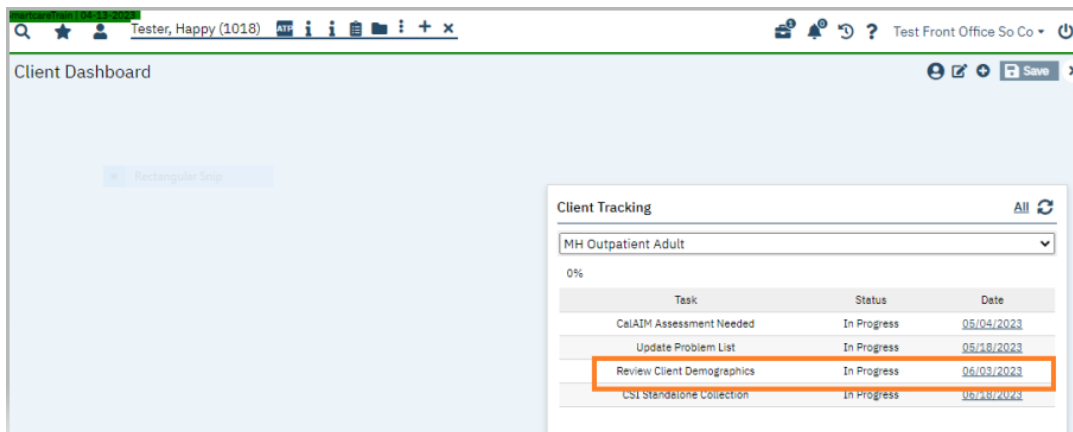 martcareTrain | 04-13-2023
Tester, Happy (1018) ATP
Test Front Office So Co
Client Dashboard
Save
Rectangular Snip
Client Tracking All
MH Outpatient Adult
0%
Task Status Date
CalAIM Assessment Needed In Progress 05/04/2023
Update Problem List In Progress 05/18/2023
Review Client Demographics In Progress 06/03/2023
CSI Standalone Collection In Progress 06/18/2023